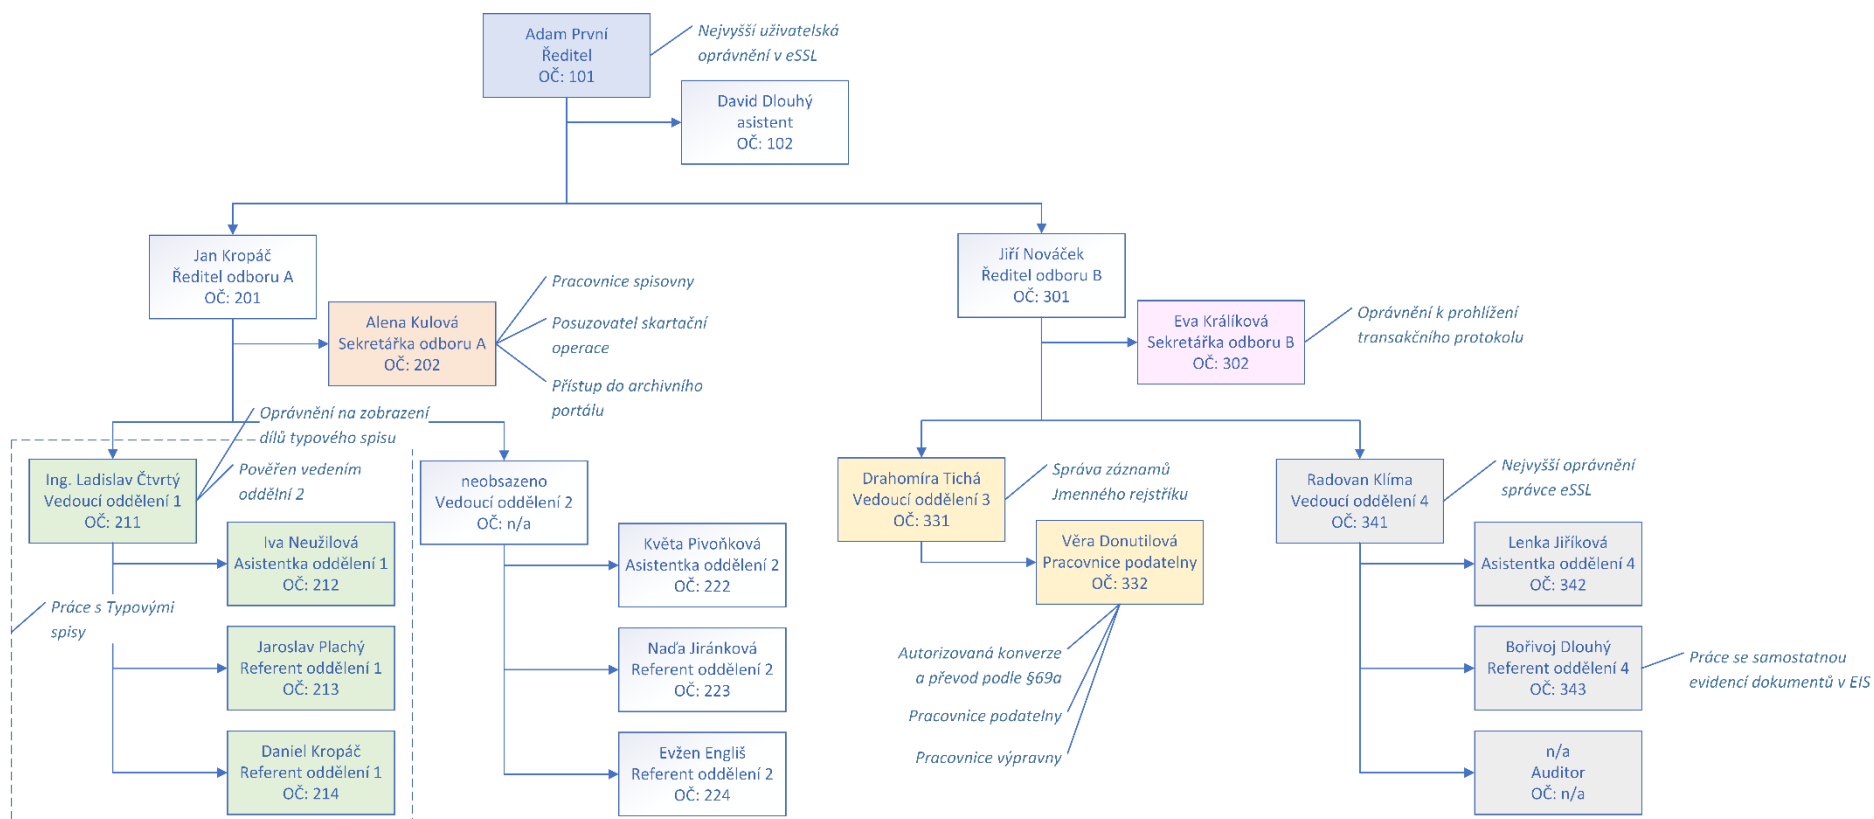 Adam První
Ředitel
OČ: 101
Nejvyšší uživatelská
oprávnění v eSSL
David Dlouhý
asistent
OČ: 102
Jan Kropáč
Ředitel odboru A
OČ: 201
Jiří Nováček
Ředitel odboru B
OČ: 301
Alena Kulová
Sekretářka odboru A
OČ: 202
Pracovnice spisovny
Posuzovatel skartační
operace
Přístup do archivního
portálu
Eva Králíková
Sekretářka odboru B
OČ: 302
Oprávnění k prohlížení
transakčního protokolu
Oprávnění na zobrazení
dílů typového spisu
Ing. Ladislav Čtvrtý
Vedoucí oddělení 1
OČ: 211
Pověřen vedením
oddělní 2
neobsazeno
Vedoucí oddělení 2
OČ: n/a
Drahomíra Tichá
Vedoucí oddělení 3
OČ: 331
Správa záznamů
Jmenného rejstříku
Radovan Klíma
Vedoucí oddělení 4
OČ: 341
Nejvyšší oprávnění
správce eSSL
Iva Neužilová
Asistentka oddělení 1
OČ: 212
Květa Pivoňková
Asistentka oddělení 2
OČ: 222
Věra Donutilová
Pracovnice podatelny
OČ: 332
Lenka Jiříková
Asistentka oddělení 4
OČ: 342
Práce s Typovými
spisy
Jaroslav Plachý
Referent oddělení 1
OČ: 213
Naďa Jiránková
Referent oddělení 2
OČ: 223
Autorizovaná konverze
a převod podle §69a
Pracovnice podatelny
Pracovnice výpravny
Bořivoj Dlouhý
Referent oddělení 4
OČ: 343
Práce se samostatnou
evidencí dokumentů v EIS
Daniel Kropáč
Referent oddělení 1
OČ: 214
Evžen Engliš
Referent oddělení 2
OČ: 224
n/a
Auditor
OČ: n/a